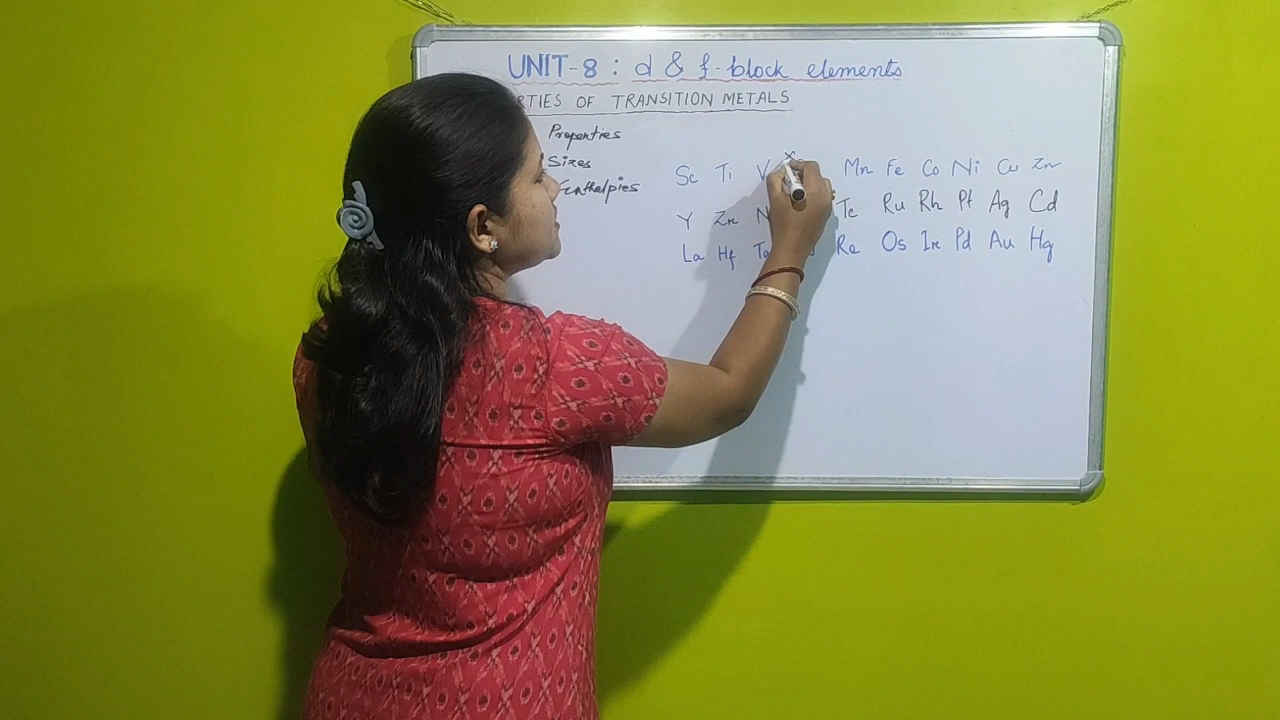 UNIT-8 : d & f-block elements
RTIES OF TRANSITION METALS
Properties
Sizes
Enthalpies
x
Sc Ti V Mn Fe Co Ni Cu Zn
Y Zr N Tc Ru Rh Pt Ag Cd
La Hf Ta Re Os Ir Pd Au Hg